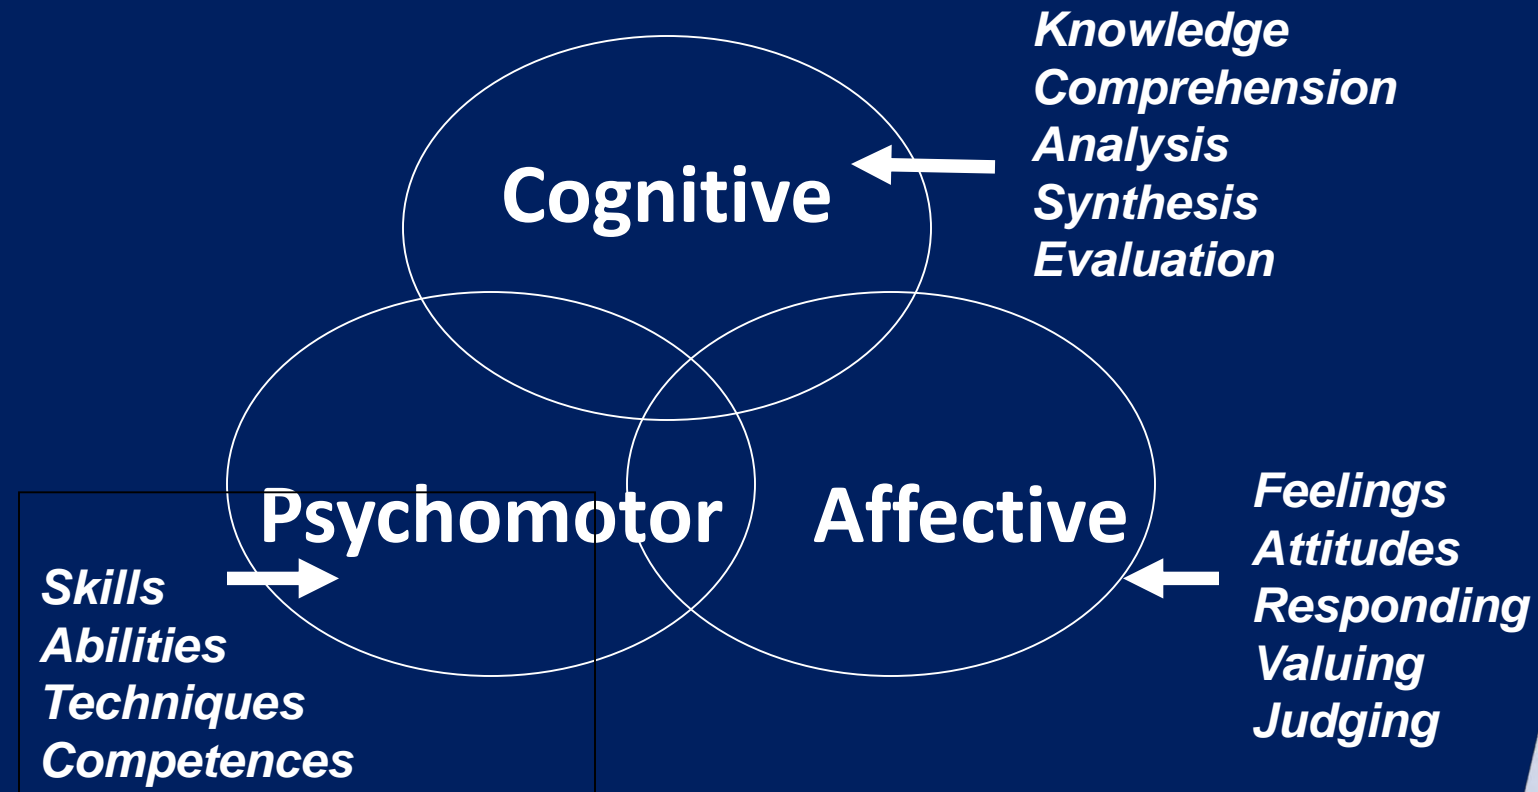 Knowledge
Comprehension
Analysis
Synthesis
Evaluation
Cognitive
Psychomotor
Affective
Skills
Abilities
Techniques
Competences
Feelings
Attitudes
Responding
Valuing
Judging